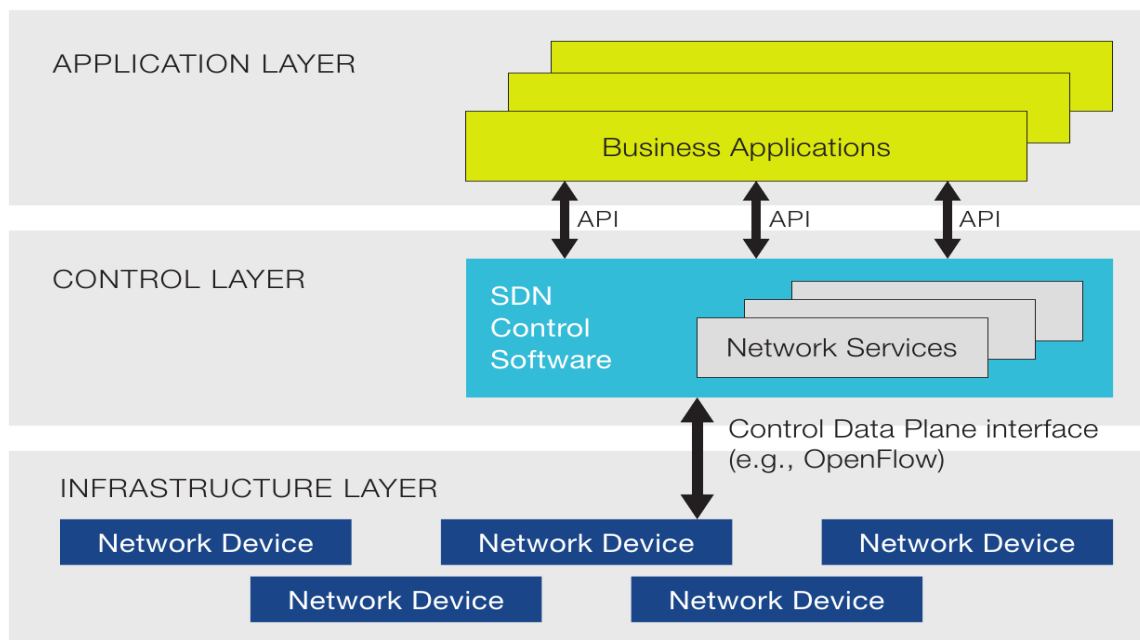 APPLICATION LAYER
Business Applications
API
API
API
CONTROL LAYER
SDN
Control
Software
Network Services
Control Data Plane interface
(e.g., OpenFlow)
INFRASTRUCTURE LAYER
Network Device
Network Device
Network Device
Network Device
Network Device